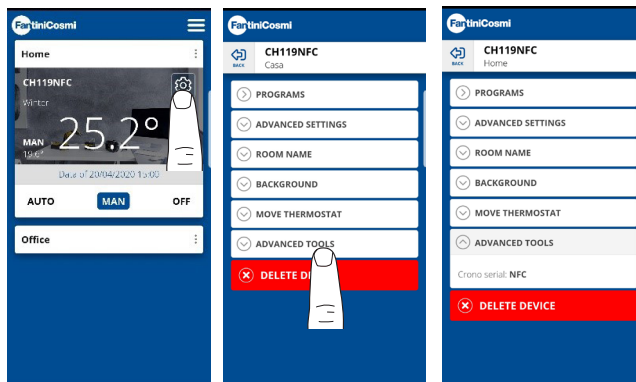 FantiniCosmi
Home
CH119NFC
Winter
25.2°
MAN
19.6°
Data of 20/04/2020 15:00
AUTO MAN OFF
Office
FantiniCosmi
BACK
CH119NFC
Casa
PROGRAMS
ADVANCED SETTINGS
ROOM NAME
BACKGROUND
MOVE THERMOSTAT
ADVANCED TOOLS
DELETE
FantiniCosmi
BACK
CH119NFC
Home
PROGRAMS
ADVANCED SETTINGS
ROOM NAME
BACKGROUND
MOVE THERMOSTAT
ADVANCED TOOLS
Crono serial: NFC
DELETE DEVICE